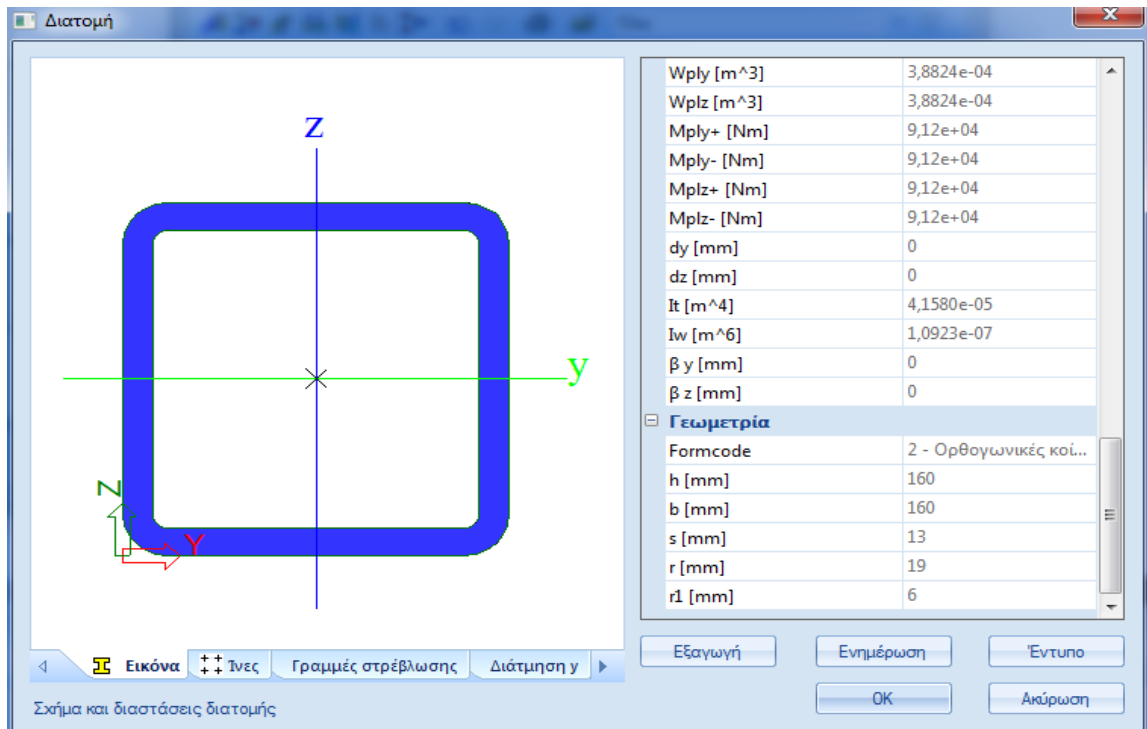 Διατομή
x
z
y
Z
Y
Wply [m^3] 3,8824e-04
Wplz [m^3] 3,8824e-04
Mply+ [Nm] 9,12e+04
Mply- [Nm] 9,12e+04
Mplz+ [Nm] 9,12e+04
Mplz- [Nm] 9,12e+04
dy [mm] 0
dz [mm] 0
It [m^4] 4,1580e-05
Iw [m^6] 1,0923e-07
β y [mm] 0
β z [mm] 0
Γεωμετρία
Formcode 2 - Ορθογωνικές κοί...
h [mm] 160
b [mm] 160
s [mm] 13
r [mm] 19
r1 [mm] 6
Εικόνα Ίνες Γραμμές στρέβλωσης Διάτμηση y
Εξαγωγή Ενημέρωση Έντυπο
OK Ακύρωση
Σχήμα και διαστάσεις διατομής